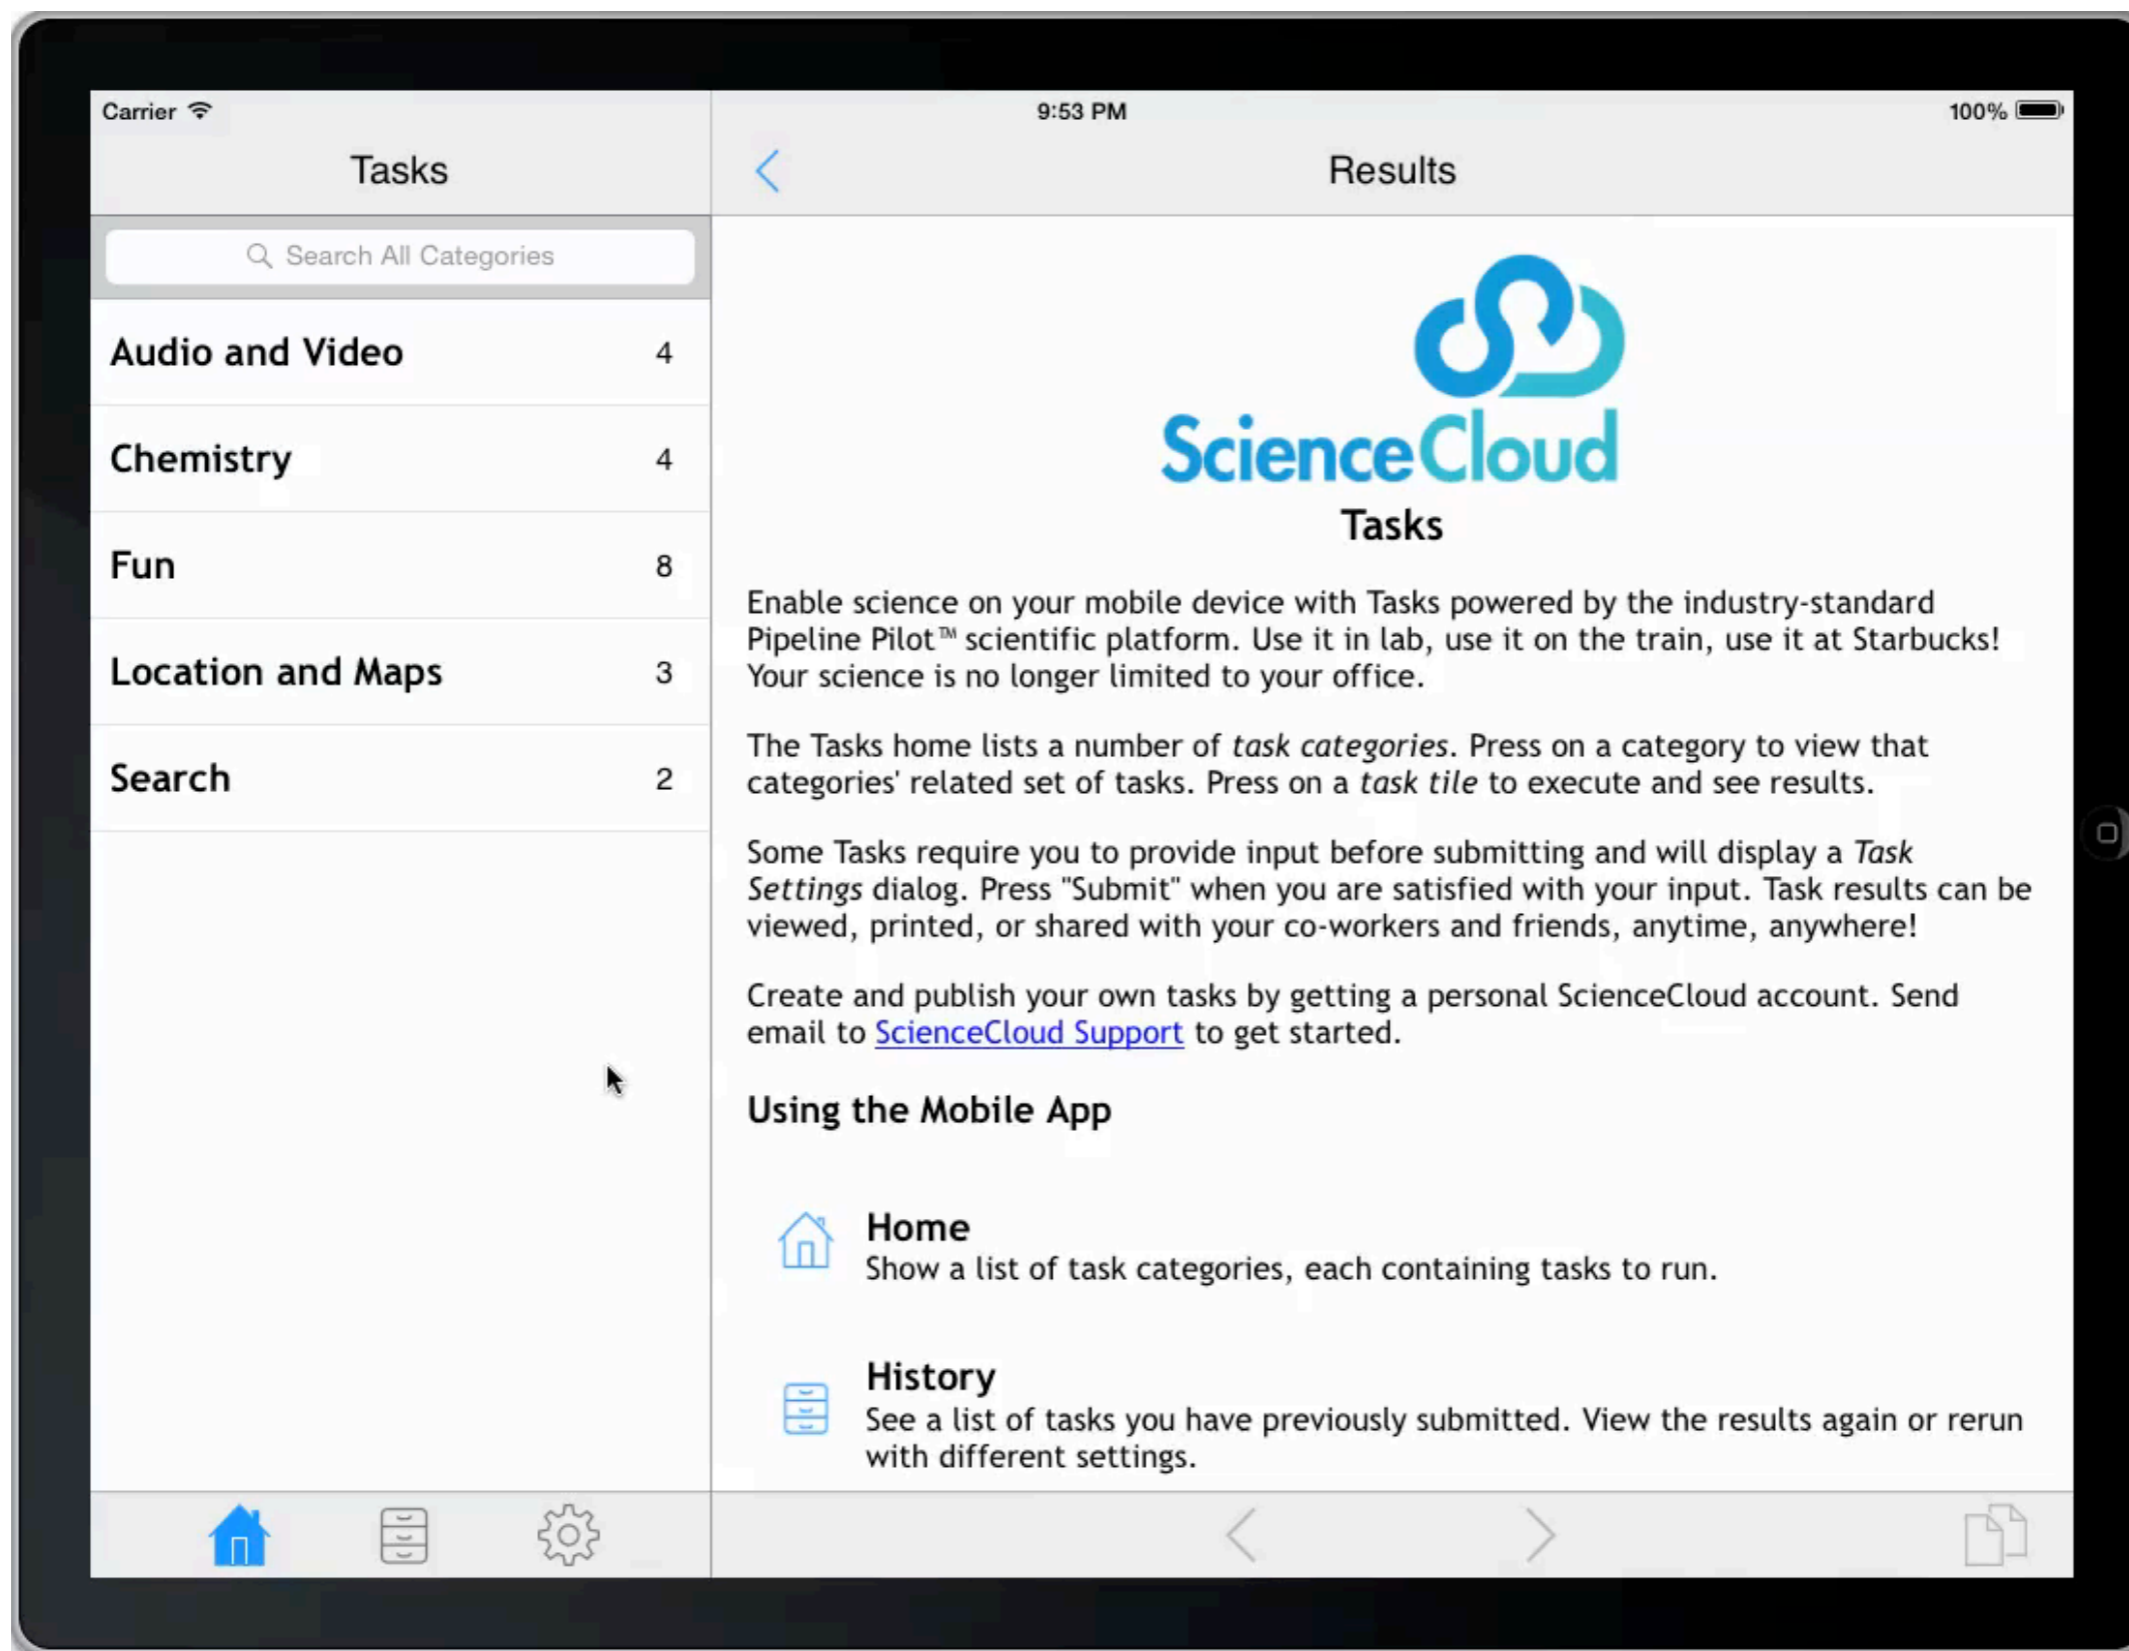 Carrier
9:53 PM
100%
Tasks
Results
Search All Categories
Audio and Video 4
Chemistry 4
Fun 8
Location and Maps 3
Search 2
ScienceCloud
Tasks
Enable science on your mobile device with Tasks powered by the industry-standard
Pipeline Pilot™ scientific platform. Use it in lab, use it on the train, use it at Starbucks!
Your science is no longer limited to your office.
The Tasks home lists a number of task categories. Press on a category to view that
categories' related set of tasks. Press on a task tile to execute and see results.
Some Tasks require you to provide input before submitting and will display a Task
Settings dialog. Press "Submit" when you are satisfied with your input. Task results can be
viewed, printed, or shared with your co-workers and friends, anytime, anywhere!
Create and publish your own tasks by getting a personal ScienceCloud account. Send
email to ScienceCloud Support to get started.
Using the Mobile App
Home
Show a list of task categories, each containing tasks to run.
History
See a list of tasks you have previously submitted. View the results again or rerun
with different settings.